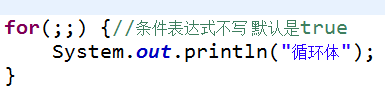 for(;;) {//条件表达式不写 默认是true
    System.out.println("循环体");
}